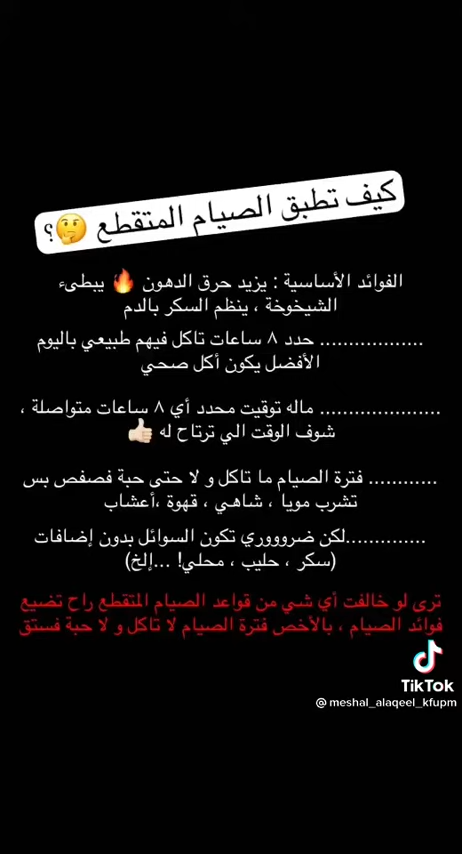 كيف تطبق الصيام المتقطع 🤔؟
الفوائد الأساسية : يزيد حرق الدهون 🔥 يبطىء
الشيخوخة ، ينظم السكر بالدم
.................. حدد ٨ ساعات تاكل فيهم طبيعي باليوم
الأفضل يكون أكل صحي
..................... ماله توقيت محدد أي ٨ ساعات متواصلة ،
شوف الوقت الي ترتاح له 👍🏻
............ فترة الصيام ما تاكل و لا حتى حبة فصفص بس
تشرب مويا ، شاهي ، قهوة ،أعشاب
..............لكن ضروووري تكون السوائل بدون إضافات
(سكر ، حليب ، محلي! ...إلخ)
ترى لو خالفت أي شي من قواعد الصيام المتقطع راح تضيع
فوائد الصيام ، بالأخص فترة الصيام لا تاكل و لا حبة فستق
TikTok
@meshal_alaqeel_kfupm